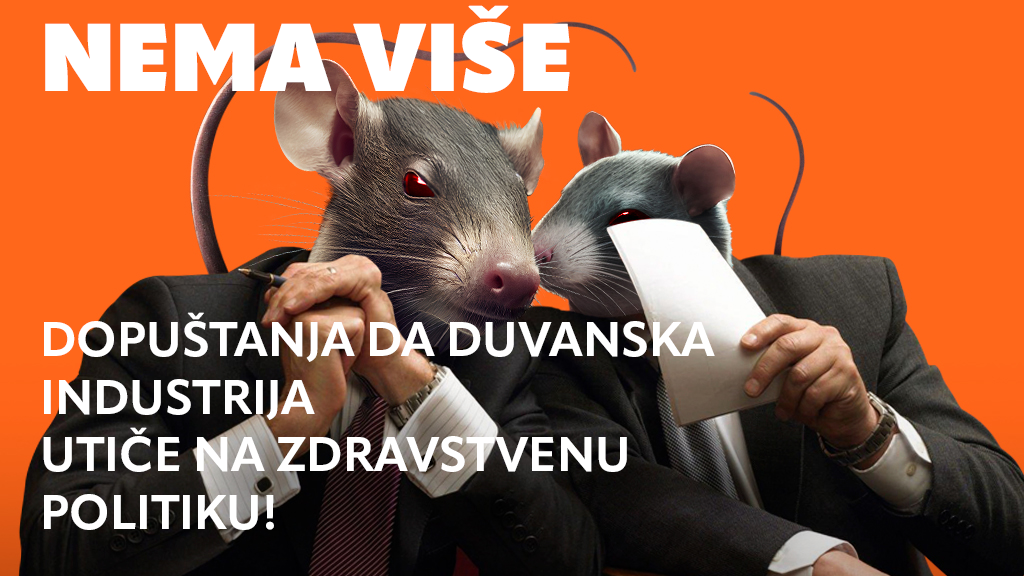 NEMA VIŠE
DOPUŠTANJA DA DUVANSKA
INDUSTRIJA
UTIČE NA ZDRAVSTVENU
POLITIKU!